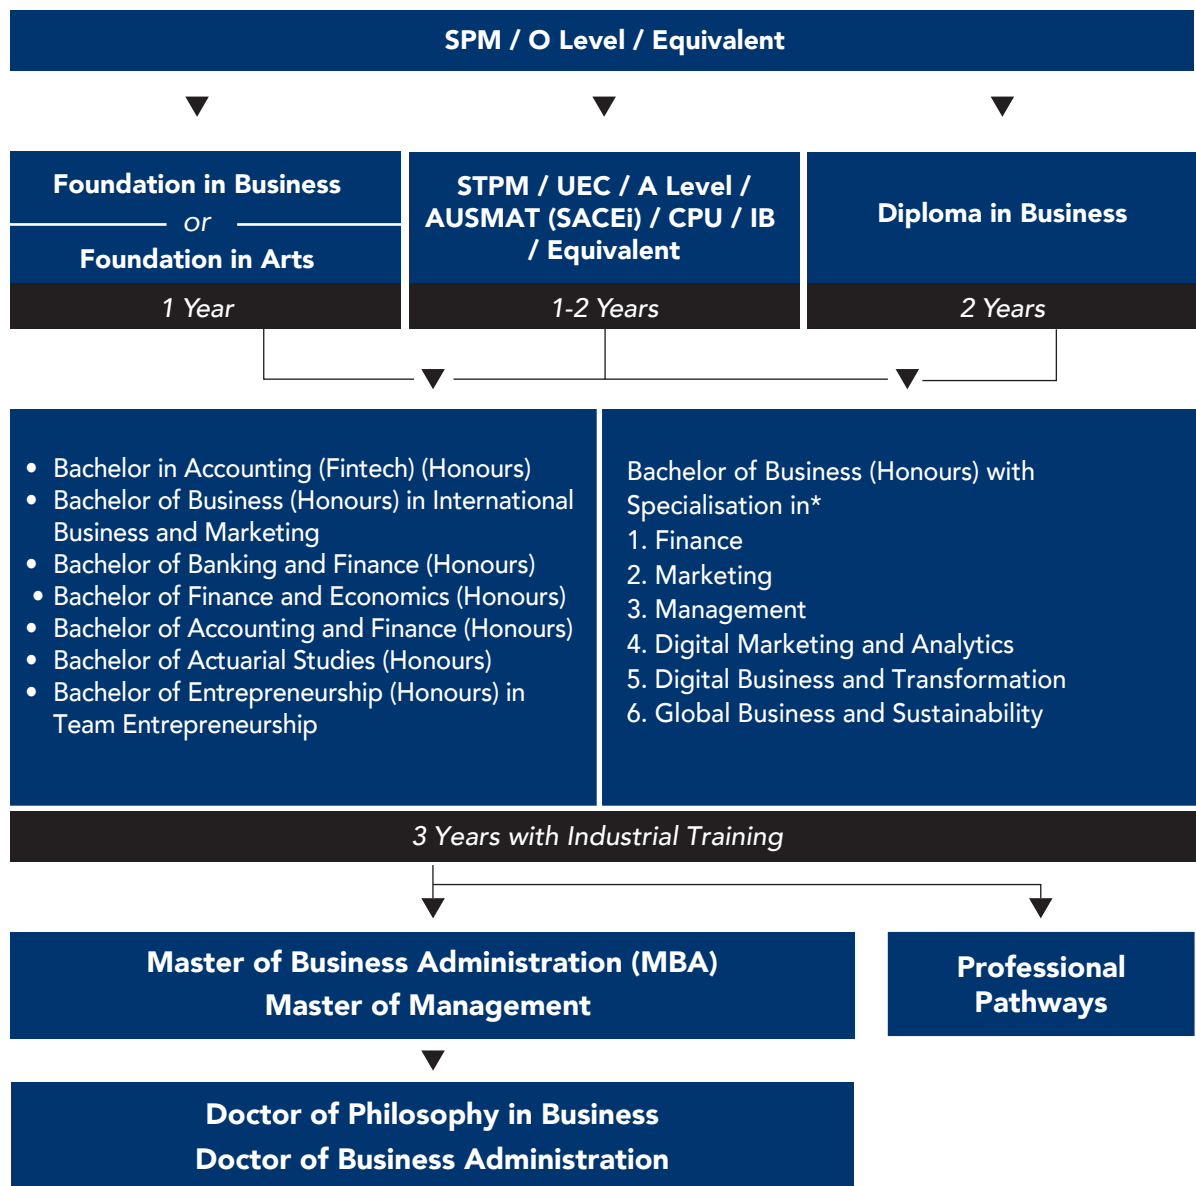 SPM / O Level / Equivalent
Foundation in Business
or
Foundation in Arts
1 Year
STPM / UEC / A Level /
AUSMAT (SACEi) / CPU / IB
/ Equivalent
1-2 Years
Diploma in Business
2 Years
• Bachelor in Accounting (Fintech) (Honours)
• Bachelor of Business (Honours) in International
Business and Marketing
• Bachelor of Banking and Finance (Honours)
• Bachelor of Finance and Economics (Honours)
• Bachelor of Accounting and Finance (Honours)
• Bachelor of Actuarial Studies (Honours)
• Bachelor of Entrepreneurship (Honours) in
Team Entrepreneurship
Bachelor of Business (Honours) with
Specialisation in*
1. Finance
2. Marketing
3. Management
4. Digital Marketing and Analytics
5. Digital Business and Transformation
6. Global Business and Sustainability
3 Years with Industrial Training
Master of Business Administration (MBA)
Master of Management
Professional
Pathways
Doctor of Philosophy in Business
Doctor of Business Administration